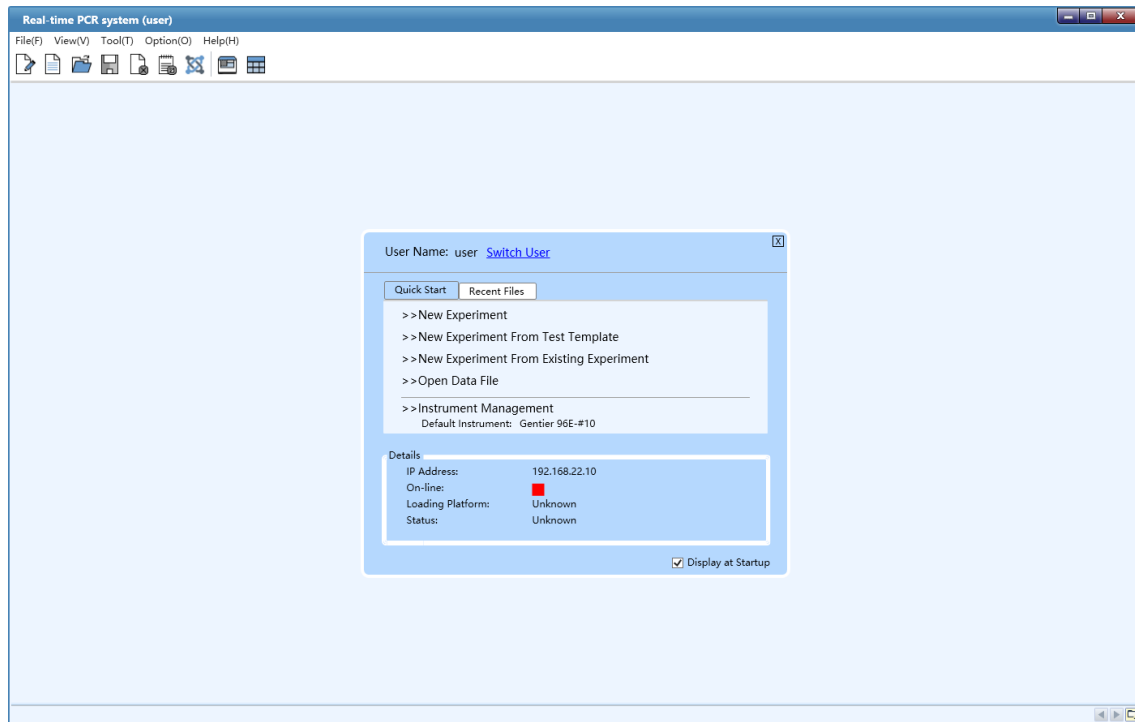 Real-time PCR system (user)
File(F) View(V) Tool(T) Option(O) Help(H)
X
User Name: user Switch User
Quick Start Recent Files
>>New Experiment
>>New Experiment From Test Template
>>New Experiment From Existing Experiment
>>Open Data File
>>Instrument Management
Default Instrument: Gentier 96E-#10
Details
IP Address: 192.168.22.10
On-line:
Loading Platform: Unknown
Status: Unknown
Display at Startup